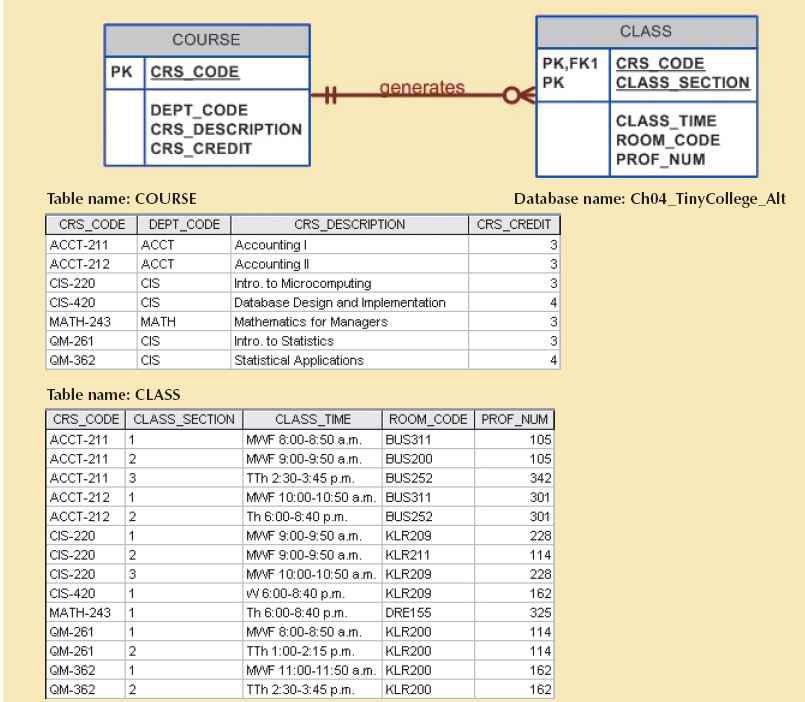 COURSE
PK CRS_CODE
DEPT_CODE
CRS_DESCRIPTION
CRS_CREDIT
generates
CLASS
PK,FK1 CRS_CODE
PK CLASS_SECTION
CLASS_TIME
ROOM_CODE
PROF_NUM
Table name: COURSE
Database name: Ch04_TinyCollege_Alt
CRS_CODE DEPT_CODE CRS_DESCRIPTION CRS_CREDIT
ACCT-211 ACCT Accounting I 3
ACCT-212 ACCT Accounting II 3
CIS-220 CIS Intro. to Microcomputing 3
CIS-420 CIS Database Design and Implementation 4
MATH-243 MATH Mathematics for Managers 3
QM-261 CIS Intro. to Statistics 3
QM-362 CIS Statistical Applications 4
Table name: CLASS
CRS_CODE CLASS_SECTION CLASS_TIME ROOM_CODE PROF_NUM
ACCT-211 1 MWF 8:00-8:50 a.m. BUS311 105
ACCT-211 2 MWF 9:00-9:50 a.m. BUS200 105
ACCT-211 3 TTh 2:30-3:45 p.m. BUS252 342
ACCT-212 1 MWF 10:00-10:50 a.m. BUS311 301
ACCT-212 2 Th 6:00-8:40 p.m. BUS252 301
CIS-220 1 MWF 9:00-9:50 a.m. KLR209 228
CIS-220 2 MWF 9:00-9:50 a.m. KLR211 114
CIS-220 3 MWF 10:00-10:50 a.m. KLR209 228
CIS-420 1 W 6:00-8:40 p.m. KLR209 162
MATH-243 1 Th 6:00-8:40 p.m. DRE155 325
QM-261 1 MWF 8:00-8:50 a.m. KLR200 114
QM-261 2 TTh 1:00-2:15 p.m. KLR200 114
QM-362 1 MWF 11:00-11:50 a.m. KLR200 162
QM-362 2 TTh 2:30-3:45 p.m. KLR200 162